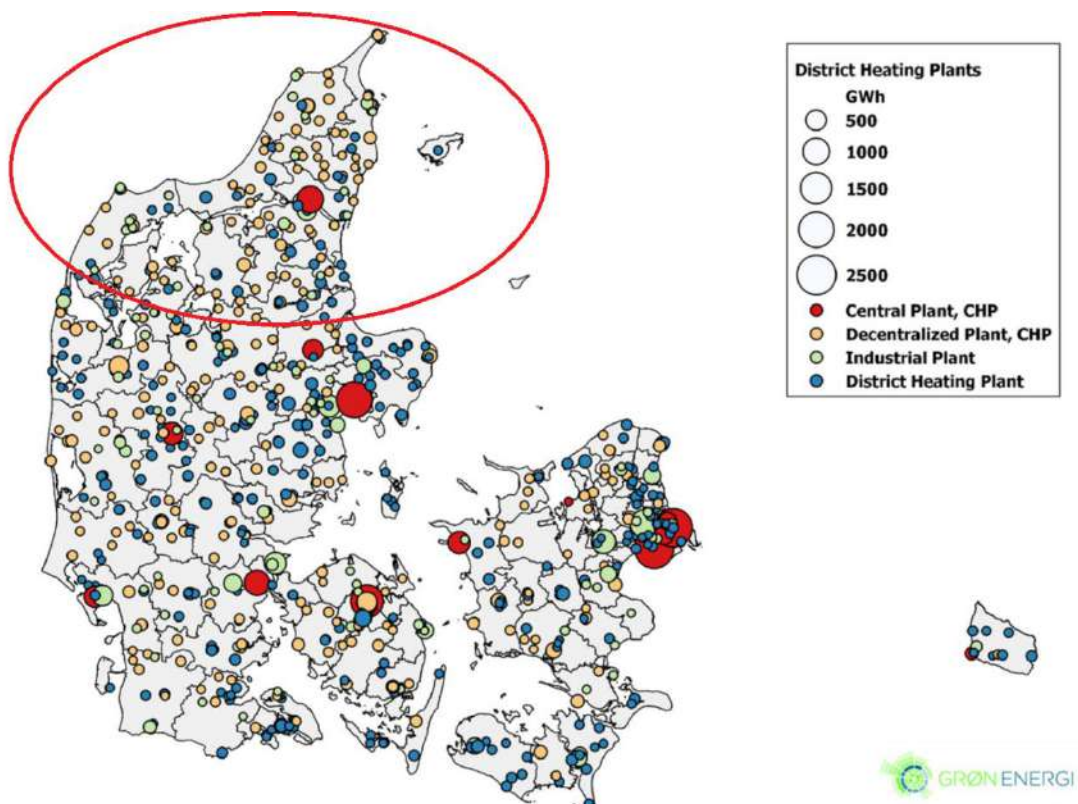 District Heating Plants
GWh
500
1000
1500
2000
2500
Central Plant, CHP
Decentralized Plant, CHP
Industrial Plant
District Heating Plant
GRØN ENERGI